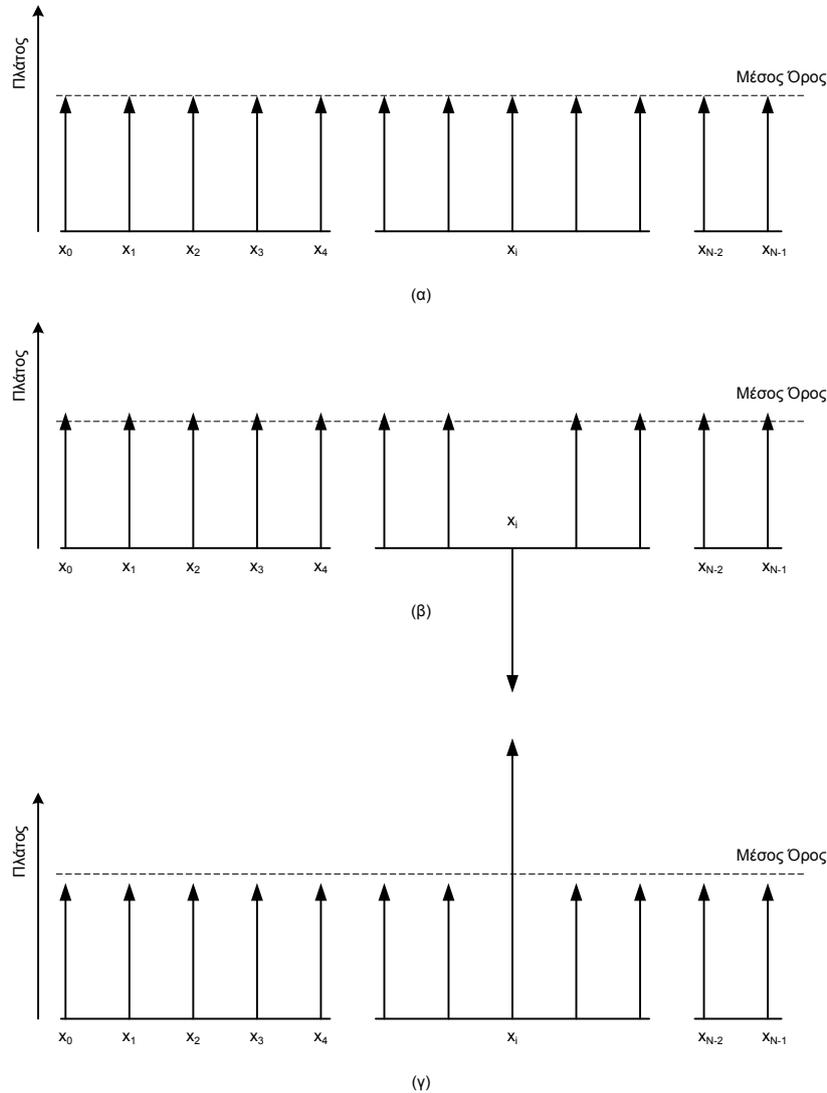 Πλάτος
Μέσος Όρος
x0 x1 x2 x3 x4 xi xN-2 xN-1
(α)
Πλάτος
Μέσος Όρος
xi
x0 x1 x2 x3 x4 xN-2 xN-1
(β)
Πλάτος
Μέσος Όρος
x0 x1 x2 x3 x4 xi xN-2 xN-1
(γ)